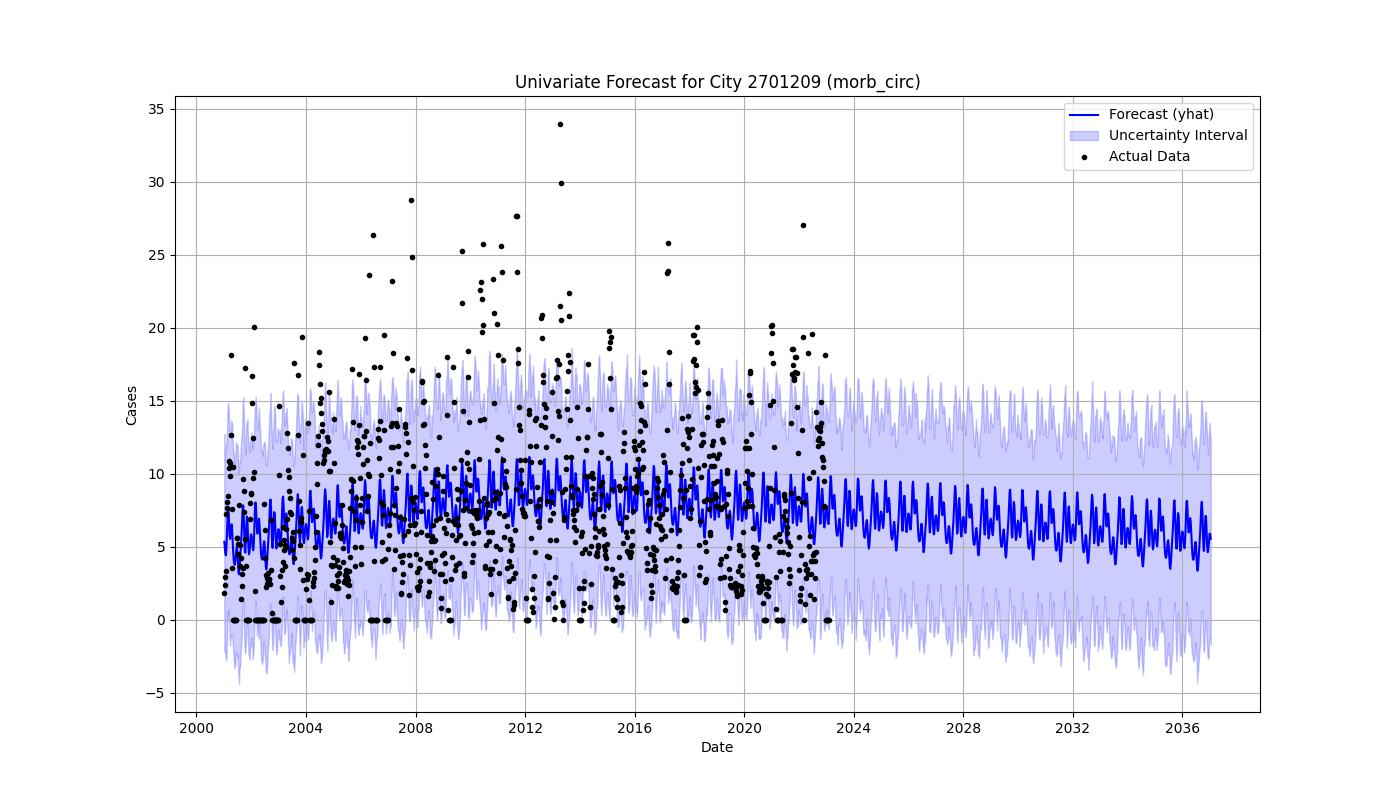 Univariate Forecast for City 2701209 (morb_circ)
Forecast (yhat)
Uncertainty Interval
Actual Data
35
30
25
20
15
10
5
0
−5
Cases
2000 2004 2008 2012 2016 2020 2024 2028 2032 2036
Date